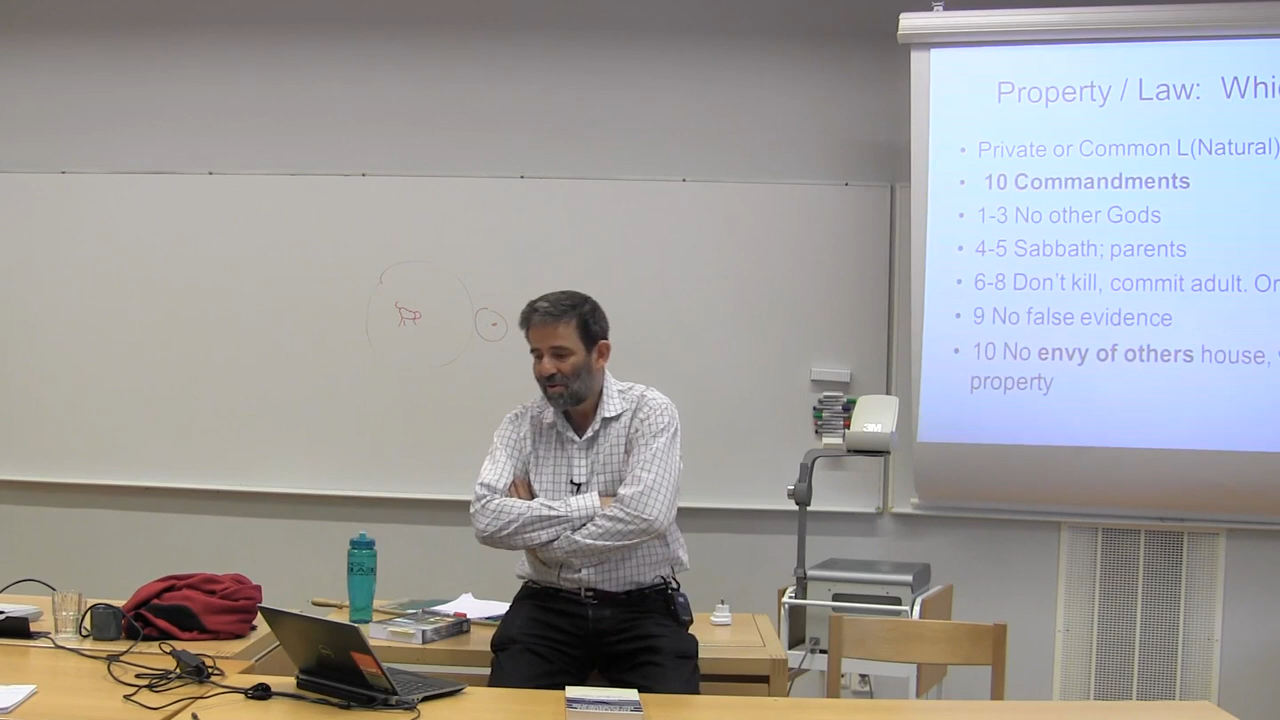 Property / Law: Whi
• Private or Common L(Natural)
• 10 Commandments
• 1-3 No other Gods
• 4-5 Sabbath; parents
• 6-8 Don't kill, commit adult. Or
• 9 No false evidence
• 10 No envy of others house,
property
3M